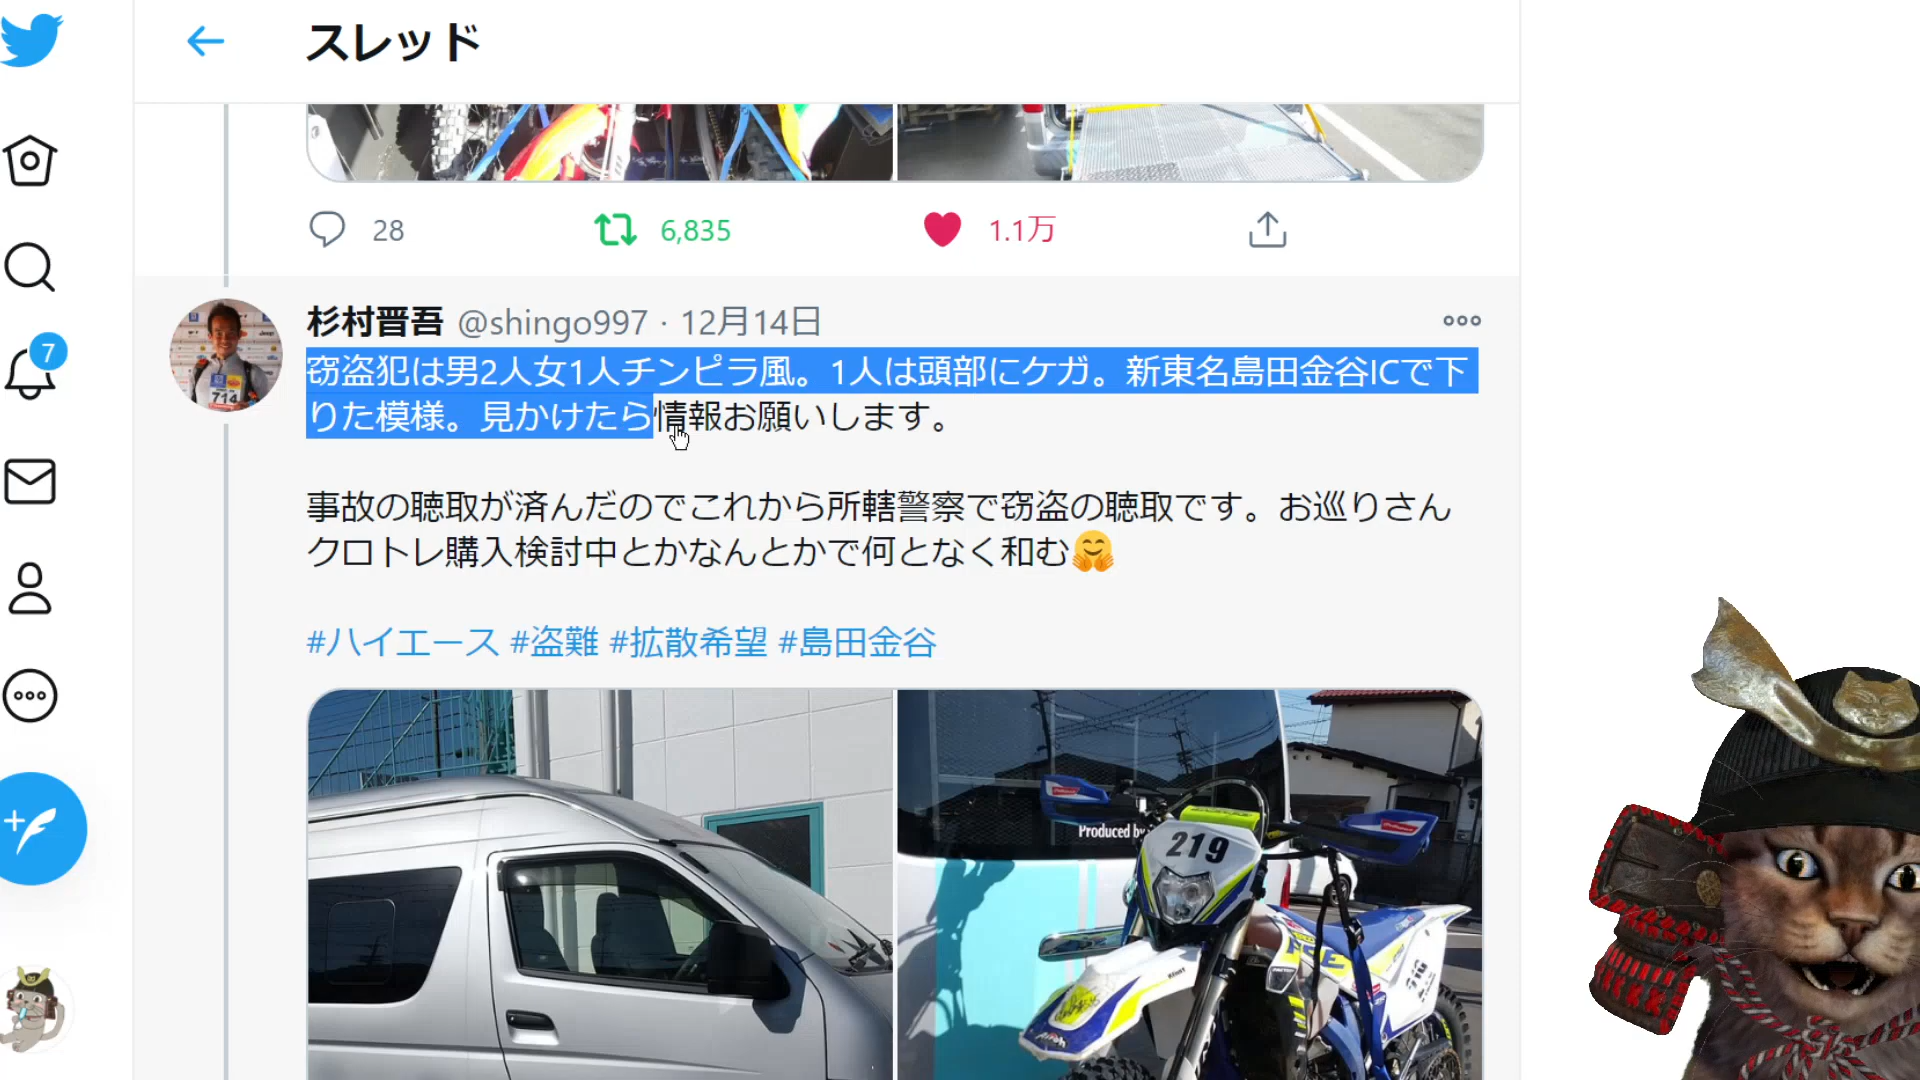 スレッド
28 6,835 1.1万
杉村晋吾 @shingo997 · 12月14日
窃盗犯は男2人女1人チンピラ風。1人は頭部にケガ。新東名島田金谷ICで下
りた模様。見かけたら情報お願いします。
事故の聴取が済んだのでこれから所轄警察で窃盗の聴取です。お巡りさん
クロトレ購入検討中とかなんとかで何となく和む🤗
#ハイエース #盗難 #拡散希望 #島田金谷
7
714
Produced by
219